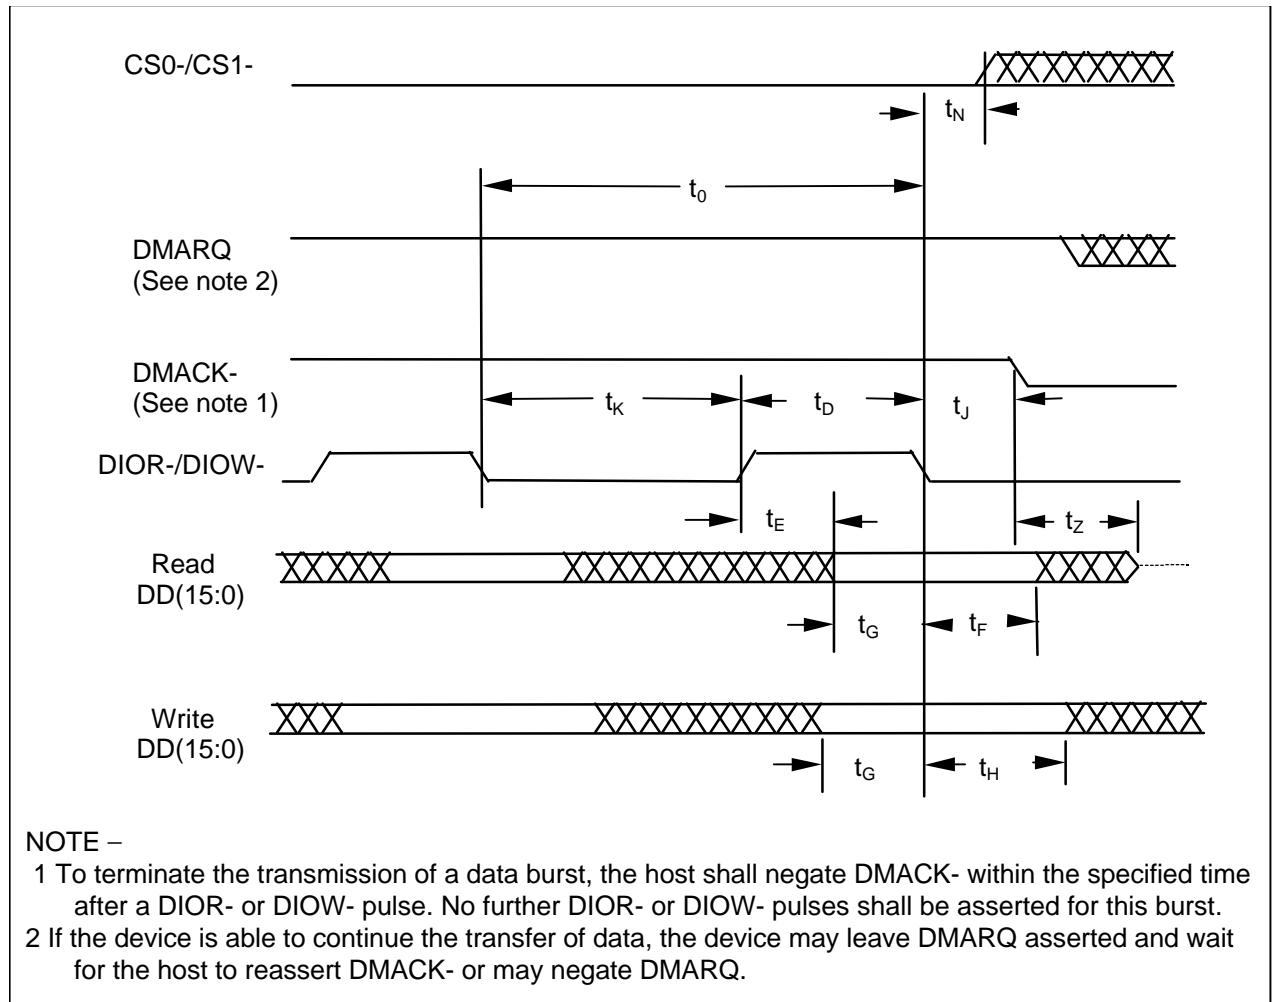 CS0-/CS1-
tN
t0
DMARQ
(See note 2)
DMACK-
(See note 1)
tK
tD
tJ
DIOR-/DIOW-
tE
tZ
Read
DD(15:0)
tG
tF
Write
DD(15:0)
tG
tH
NOTE –
1 To terminate the transmission of a data burst, the host shall negate DMACK- within the specified time
after a DIOR- or DIOW- pulse. No further DIOR- or DIOW- pulses shall be asserted for this burst.
2 If the device is able to continue the transfer of data, the device may leave DMARQ asserted and wait
for the host to reassert DMACK- or may negate DMARQ.